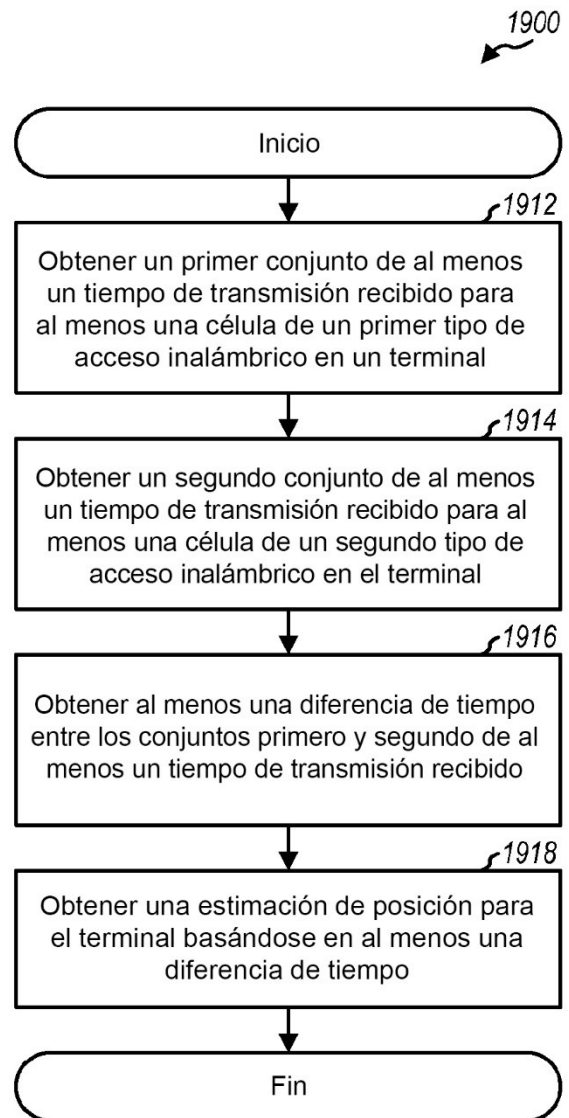 1900
Inicio
1912
Obtener un primer conjunto de al menos
un tiempo de transmisión recibido para
al menos una célula de un primer tipo de
acceso inalámbrico en un terminal
1914
Obtener un segundo conjunto de al menos
un tiempo de transmisión recibido para al
menos una célula de un segundo tipo de
acceso inalámbrico en el terminal
1916
Obtener al menos una diferencia de tiempo
entre los conjuntos primero y segundo de al
menos un tiempo de transmisión recibido
1918
Obtener una estimación de posición para
el terminal basándose en al menos una
diferencia de tiempo
Fin